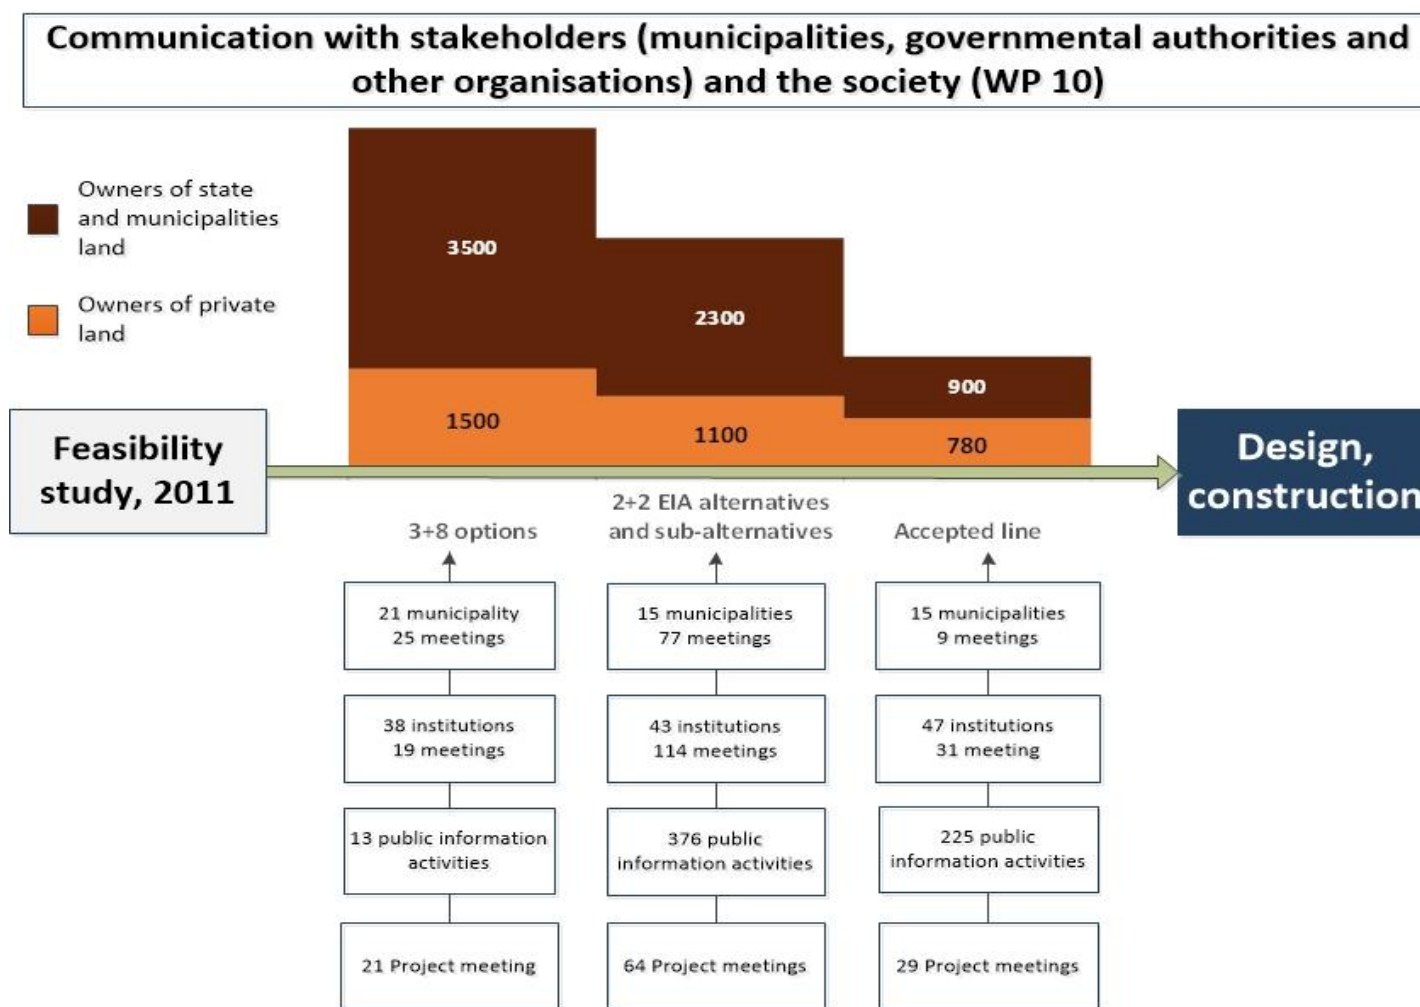 Communication with stakeholders (municipalities, governmental authorities and
other organisations) and the society (WP 10)
Owners of state
and municipalities
land
Owners of private
land
3500
2300
900
1500
1100
780
Feasibility
study, 2011
Design,
construction
3+8 options
2+2 EIA alternatives
and sub-alternatives
Accepted line
21 municipality
25 meetings
15 municipalities
77 meetings
15 municipalities
9 meetings
38 institutions
19 meetings
43 institutions
114 meetings
47 institutions
31 meeting
13 public information
activities
376 public
information activities
225 public
information activities
21 Project meeting
64 Project meetings
29 Project meetings